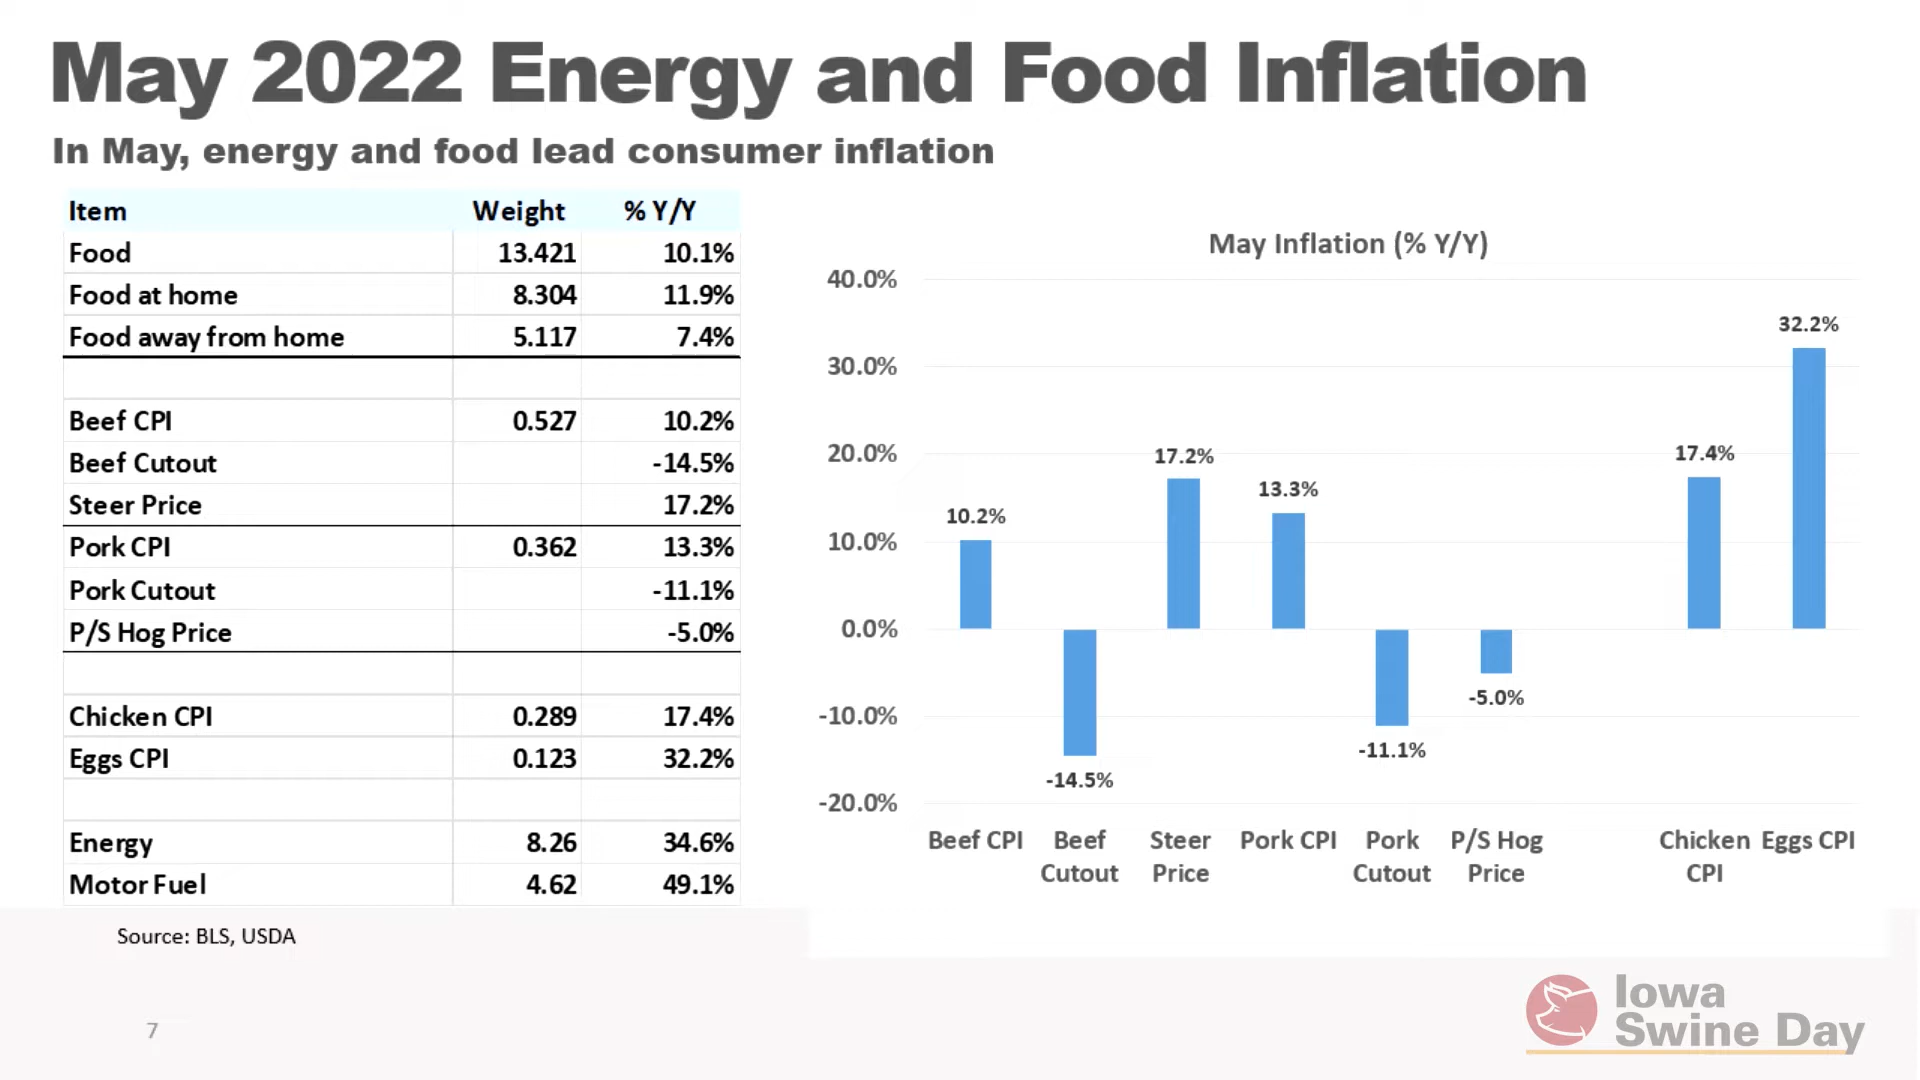 May 2022 Energy and Food Inflation
In May, energy and food lead consumer inflation
Item Weight % Y/Y
Food 13.421 10.1%
Food at home 8.304 11.9%
Food away from home 5.117 7.4%
Beef CPI 0.527 10.2%
Beef Cutout -14.5%
Steer Price 17.2%
Pork CPI 0.362 13.3%
Pork Cutout -11.1%
P/S Hog Price -5.0%
Chicken CPI 0.289 17.4%
Eggs CPI 0.123 32.2%
Energy 8.26 34.6%
Motor Fuel 4.62 49.1%
Source: BLS, USDA
May Inflation (% Y/Y)
40.0%
30.0%
20.0%
10.0%
0.0%
-10.0%
-20.0%
10.2%
-14.5%
17.2%
13.3%
-11.1%
-5.0%
17.4%
32.2%
Beef CPI
Beef
Cutout
Steer
Price
Pork CPI
Pork
Cutout
P/S Hog
Price
Chicken
CPI
Eggs CPI
7
Iowa
Swine Day